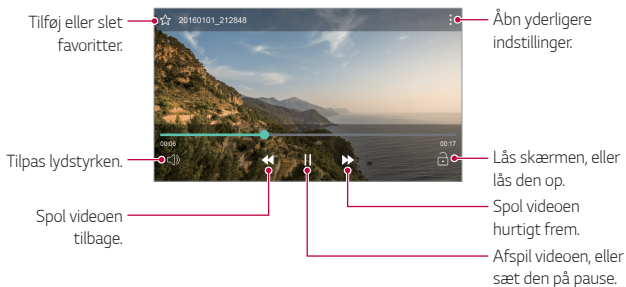 Tilføj eller slet
favoritter.
20160101_212848
Åbn yderligere
indstillinger.
00:06
00:17
Tilpas lydstyrken.
Lås skærmen, eller
lås den op.
Spol videoen
tilbage.
Spol videoen
hurtigt frem.
Afspil videoen, eller
sæt den på pause.